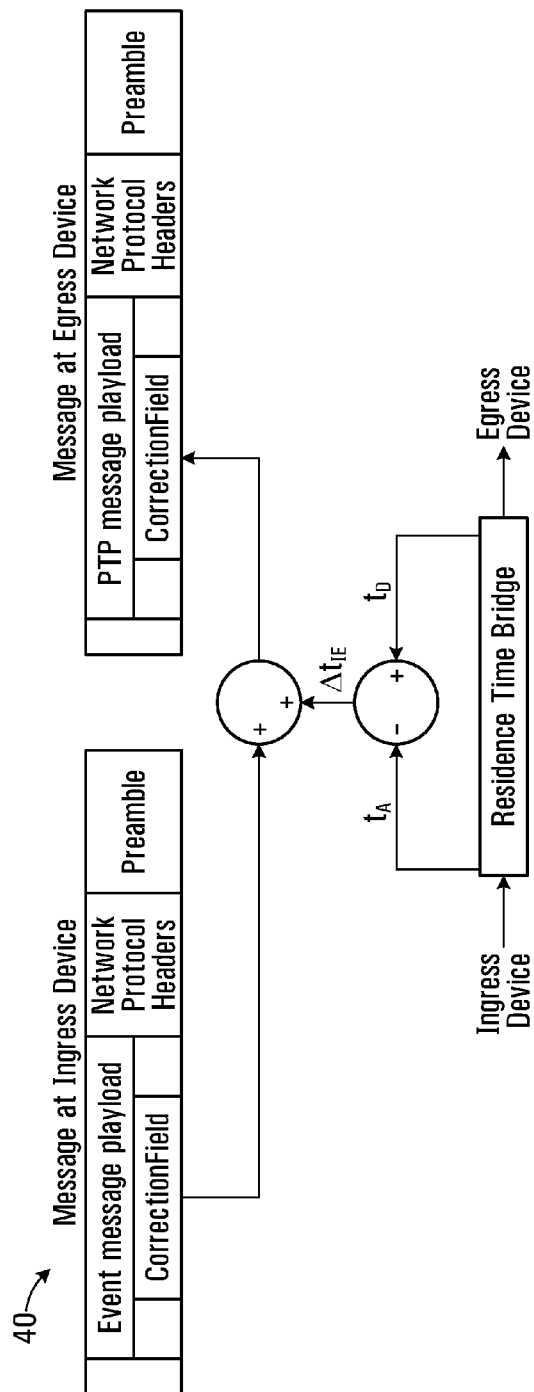 40
Message at Ingress Device
Event message playload
CorrectionField
Network
Protocol
Headers
Preamble
Message at Egress Device
PTP message playload
CorrectionField
Network
Protocol
Headers
Preamble
+
+
Δt_IE
-
+
t_A
t_D
Ingress
Device
Residence Time Bridge
Egress
Device